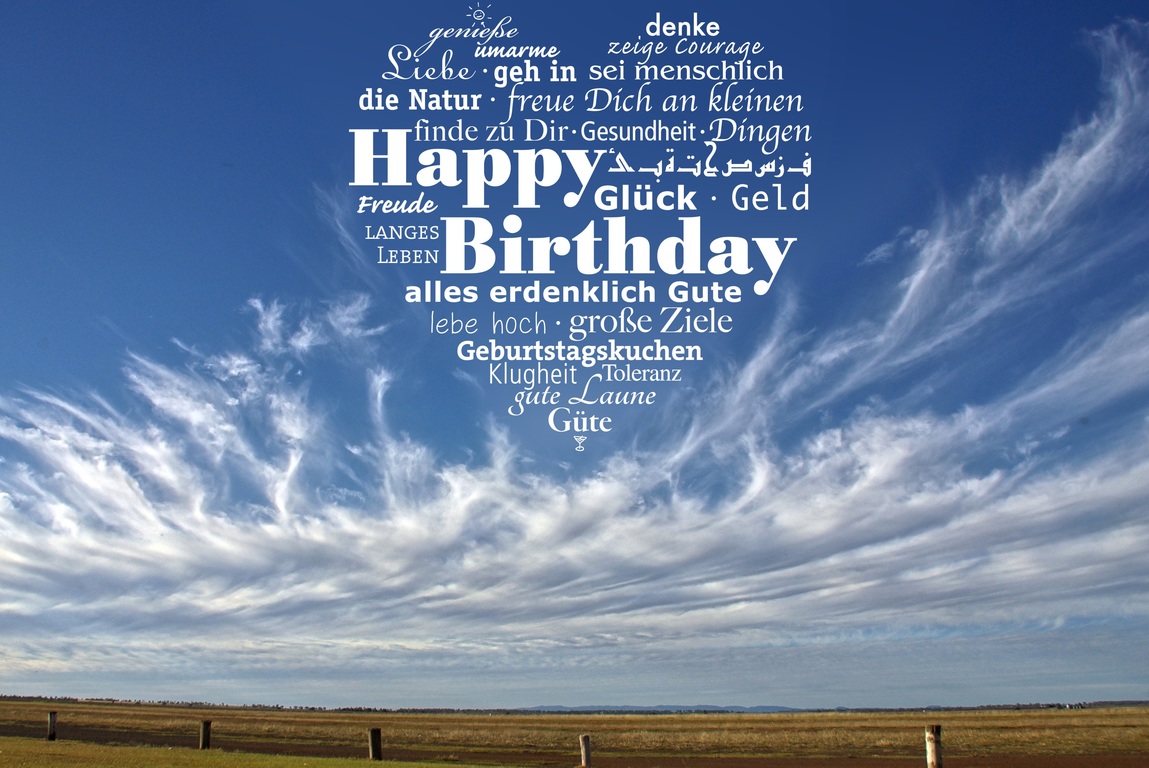 genieße
denke
umarme
zeige Courage
Liebe · geh in sei menschlich
die Natur · freue Dich an kleinen
finde zu Dir · Gesundheit · Dingen
Happy
Freude
Glück · Geld
LANGES
LEBEN
Birthday
alles erdenklich Gute
lebe hoch · große Ziele
Geburtstagskuchen
Klugheit Toleranz
gute Laune
Güte